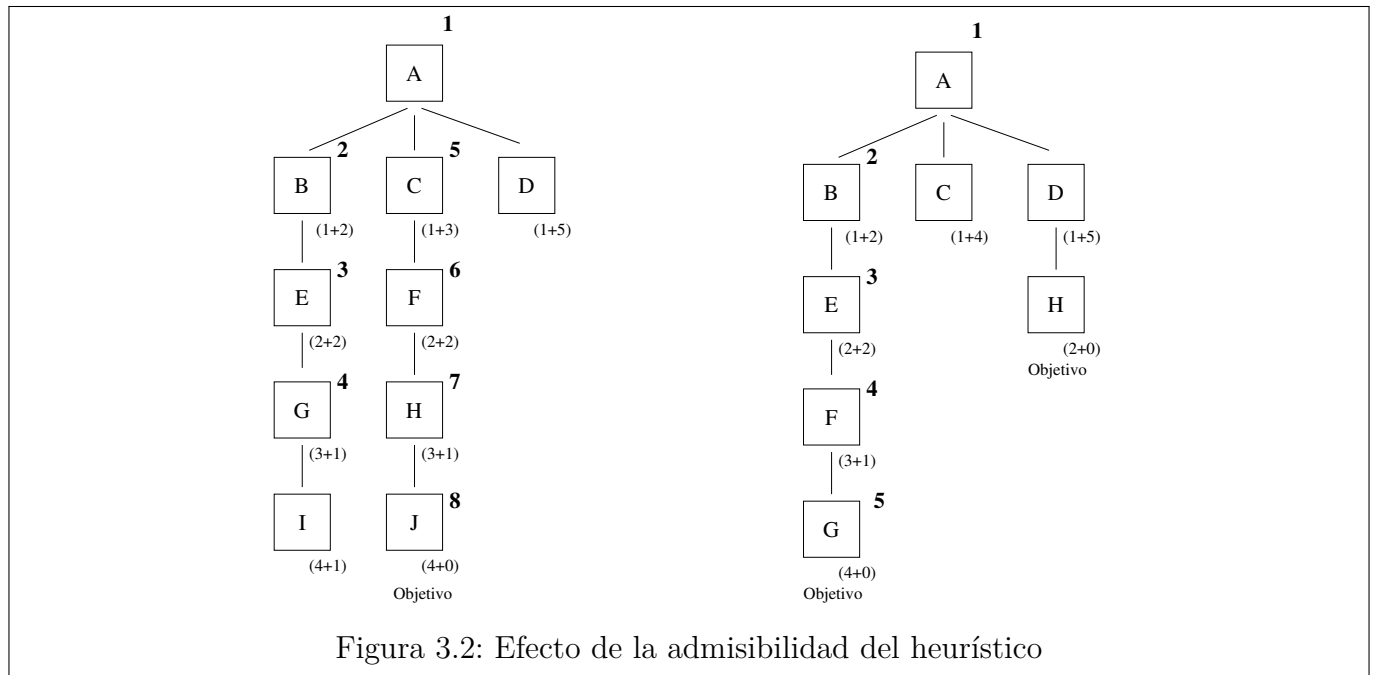 1
1
A
A
2
5
2
B
C
D
B
C
D
(1+2)
(1+3)
(1+5)
(1+2)
(1+4)
(1+5)
3
6
3
E
F
E
H
(2+2)
(2+2)
(2+2)
(2+0)
Objetivo
4
7
4
G
H
F
(3+1)
(3+1)
(3+1)
8
5
I
J
G
(4+1)
(4+0)
(4+0)
Objetivo
Objetivo
Figura 3.2: Efecto de la admisibilidad del heurístico